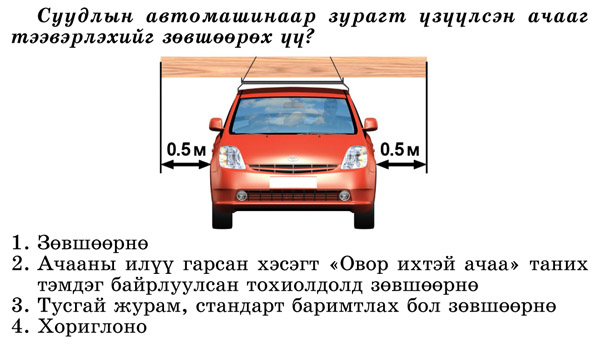 Суудлын автомашинаар зурагт үзүүлсэн ачааг
тээвэрлэхийг зөвшөөрөх үү?
0.5м 0.5м
1. Зөвшөөрнө
2. Ачааны илүү гарсан хэсэгт «Овор ихтэй ачаа» таних
тэмдэг байрлуулсан тохиолдолд зөвшөөрнө
3. Тусгай журам, стандарт баримтлах бол зөвшөөрнө
4. Хориглоно